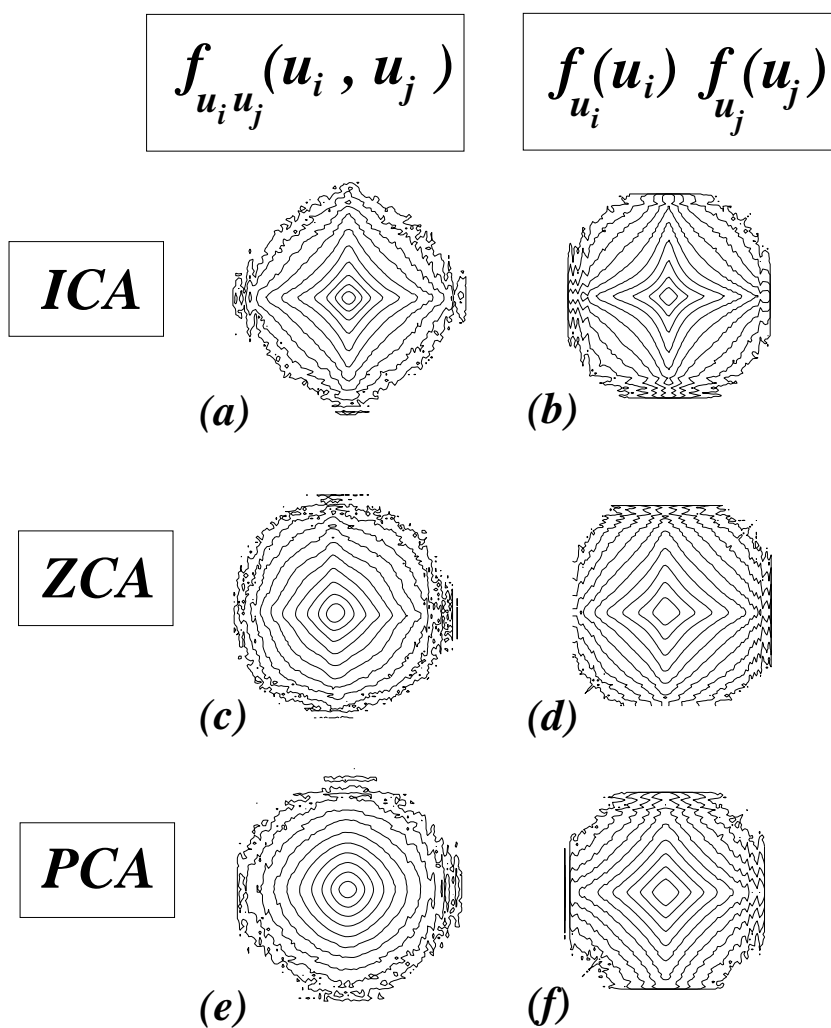 f_{u_i u_j}(u_i , u_j )
f_{u_i}(u_i) f_{u_j}(u_j)
ICA
(a)
(b)
ZCA
(c)
(d)
PCA
(e)
(f)